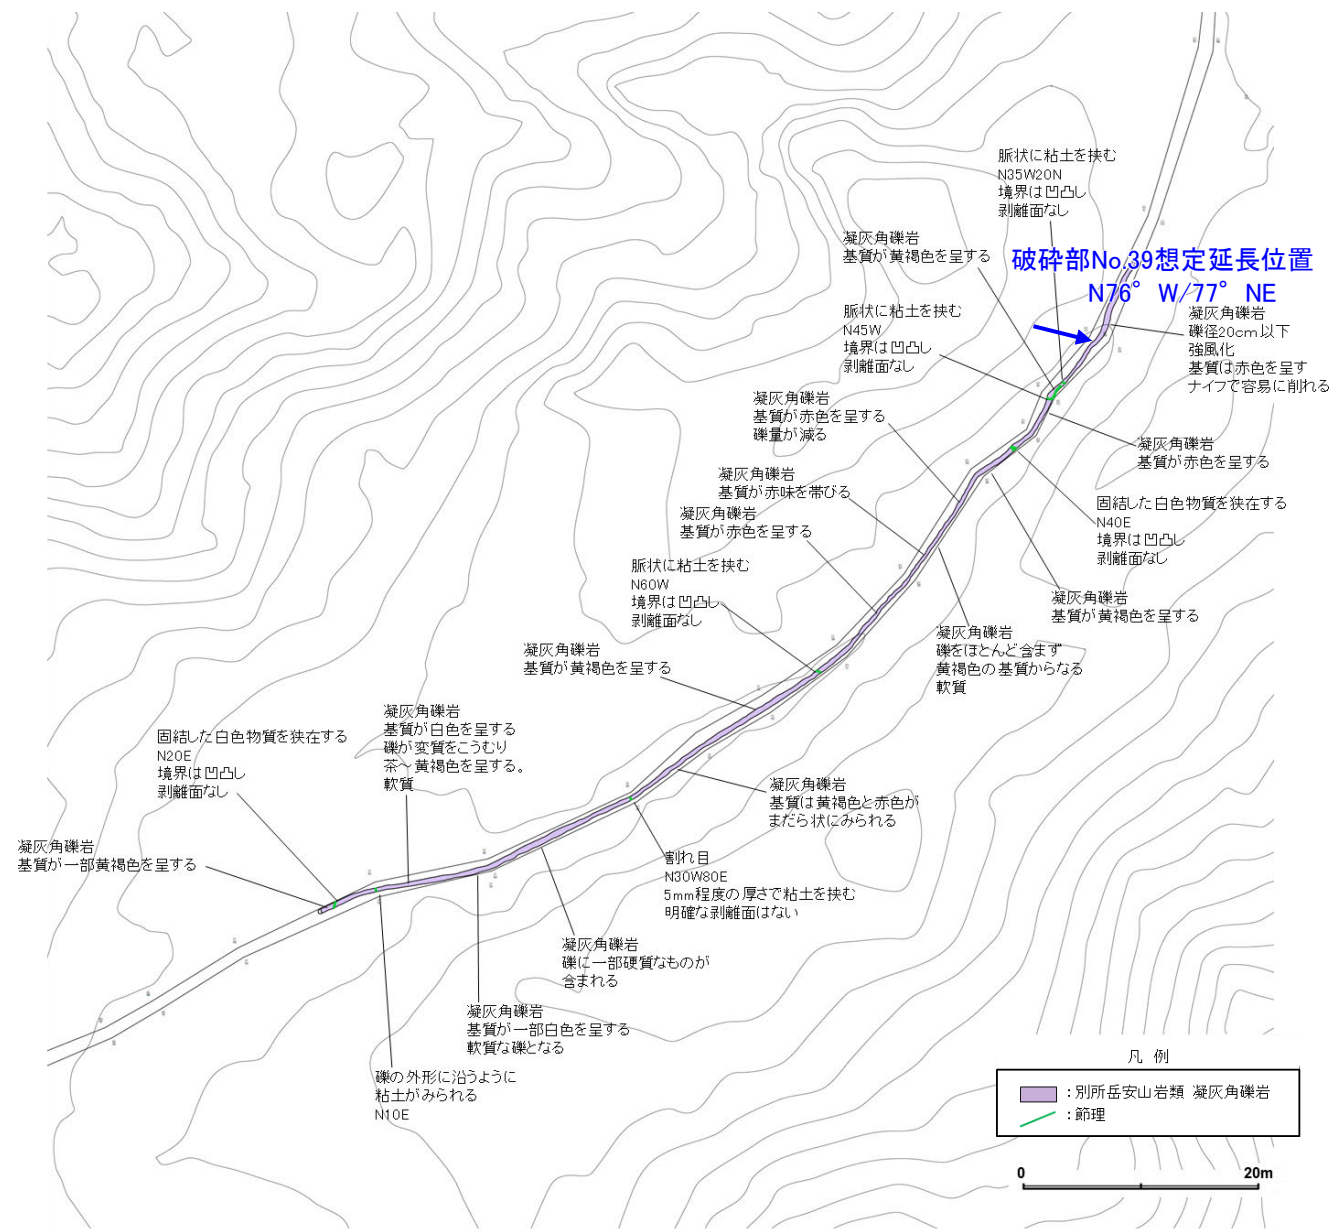 脈状に粘土を挟む
N35W20N
境界は凹凸し
剥離面なし
凝灰角礫岩
基質が黄褐色を呈する
破砕部No.39想定延長位置
N76°W/77°NE
脈状に粘土を挟む
N45W
境界は凹凸し
剥離面なし
凝灰角礫岩
礫径20cm以下
強風化
基質は赤色を呈す
ナイフで容易に削れる
凝灰角礫岩
基質が赤色を呈する
礫量が減る
凝灰角礫岩
基質が赤色を呈する
凝灰角礫岩
基質が赤味を帯びる
固結した白色物質を狭在する
N40E
境界は凹凸し
剥離面なし
凝灰角礫岩
基質が赤色を呈する
脈状に粘土を挟む
N60W
境界は凹凸し
剥離面なし
凝灰角礫岩
基質が黄褐色を呈する
凝灰角礫岩
礫をほとんど含まず
黄褐色の基質からなる
軟質
凝灰角礫岩
基質が黄褐色を呈する
凝灰角礫岩
基質が白色を呈する
礫が変質をこうむり
茶～黄褐色を呈する。
軟質
固結した白色物質を狭在する
N20E
境界は凹凸し
剥離面なし
凝灰角礫岩
基質は黄褐色と赤色が
まだら状にみられる
凝灰角礫岩
基質が一部黄褐色を呈する
割れ目
N30W80E
5mm程度の厚さで粘土を挟む
明確な剥離面はない
凝灰角礫岩
礫に一部硬質なものが
含まれる
凝灰角礫岩
基質が一部白色を呈する
軟質な礫となる
礫の外形に沿うように
粘土がみられる
N10E
凡 例
：別所岳安山岩類 凝灰角礫岩
：節理
0 20m